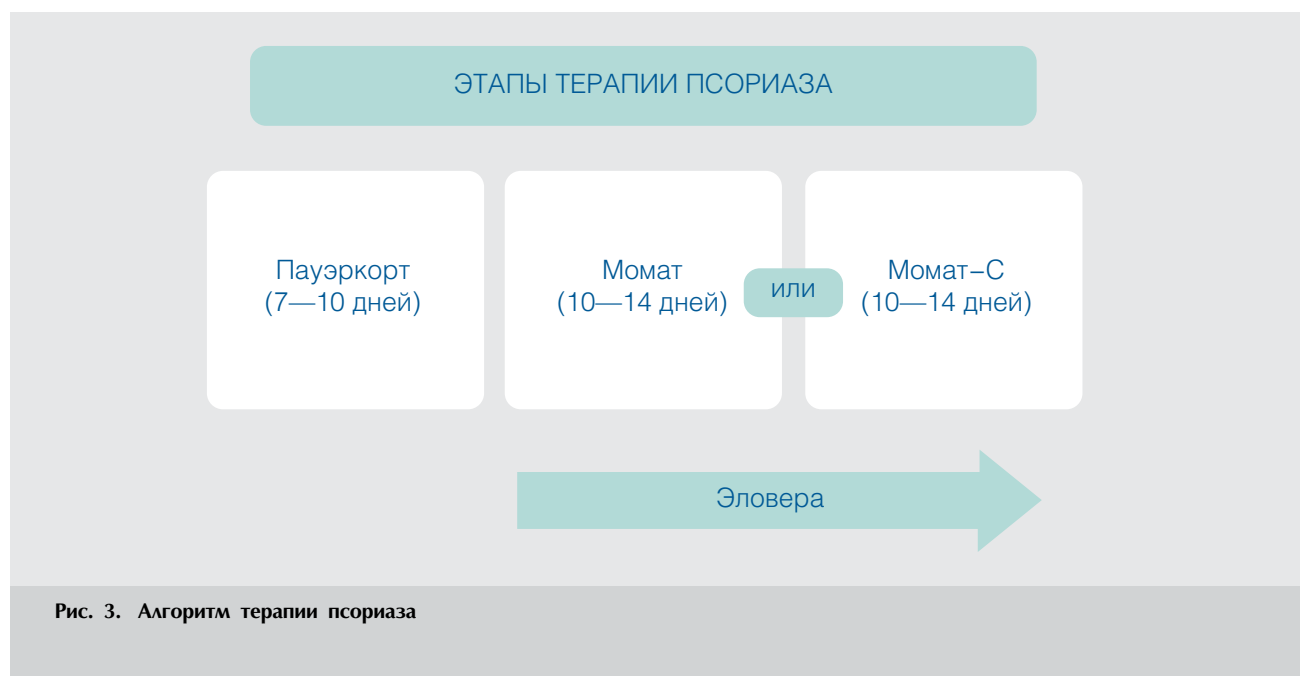 ЭТАПЫ ТЕРАПИИ ПСОРИАЗА
Пауэркорт
(7—10 дней)
Момат
(10—14 дней)
или
Момат–С
(10—14 дней)
Эловера
Рис. 3. Алгоритм терапии псориаза